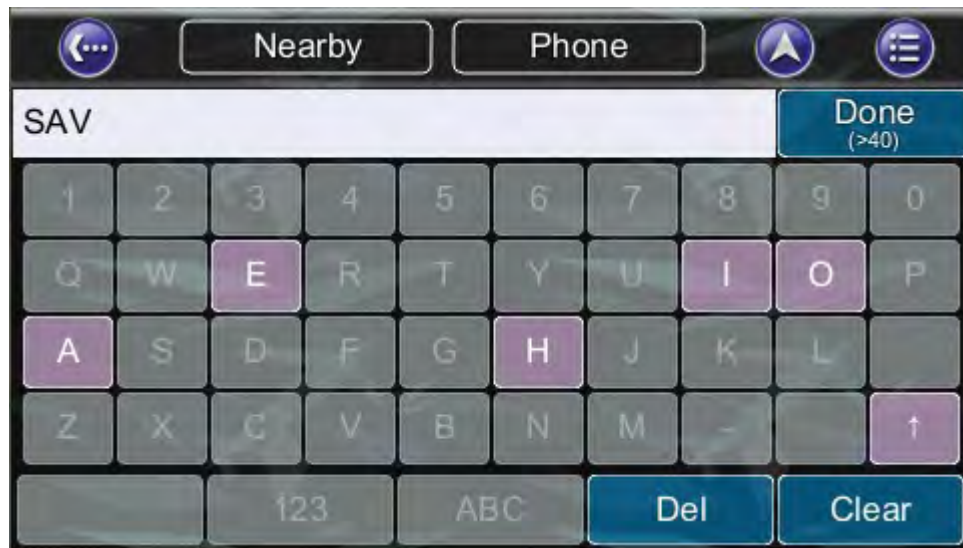 Nearby Phone
SAV Done
(>40)
1 2 3 4 5 6 7 8 9 0
Q W E R T Y U I O P
A S D F G H J K L
Z X C V B N M - ↑
123 ABC Del Clear